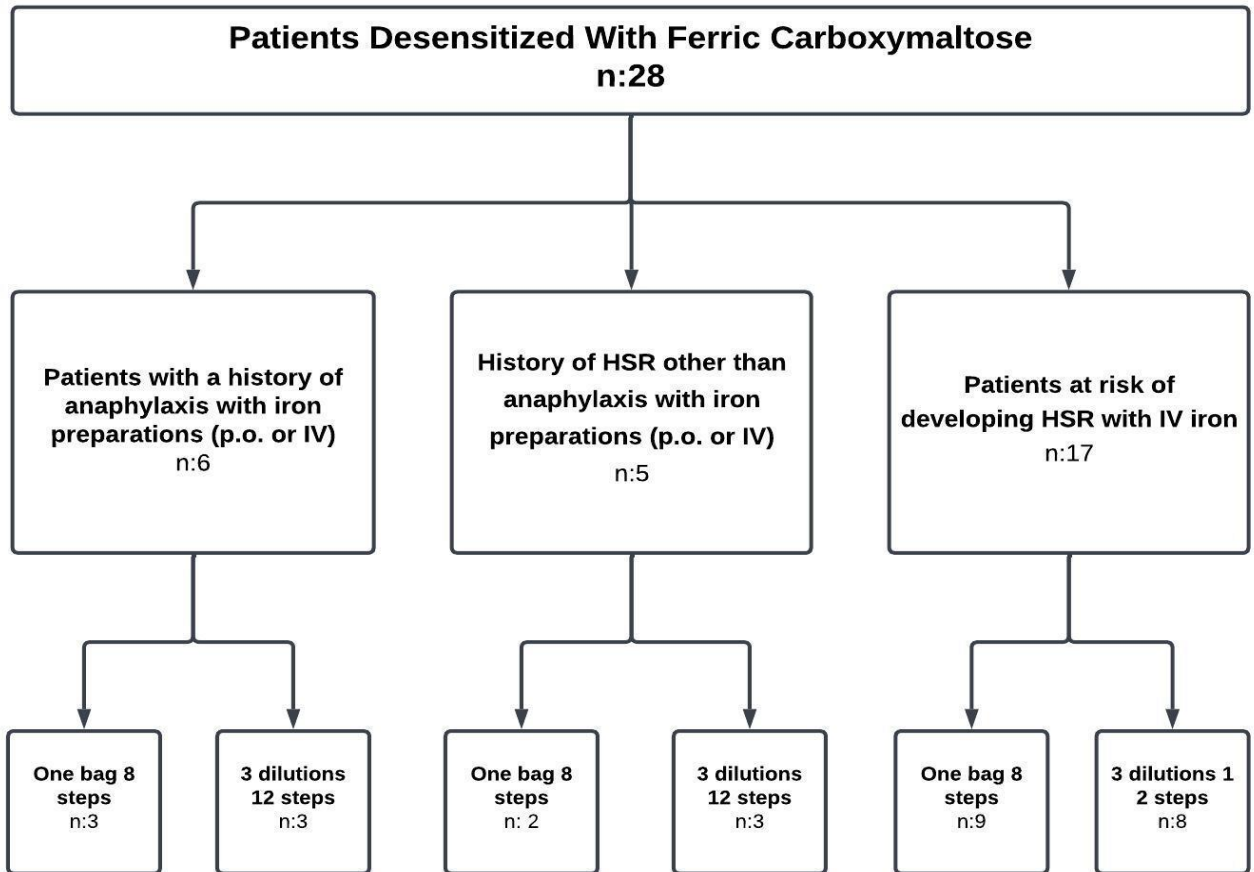 Patients Desensitized With Ferric Carboxymaltose
n:28
Patients with a history of
anaphylaxis with iron
preparations (p.o. or IV)
n:6
History of HSR other than
anaphylaxis with iron
preparations (p.o. or IV)
n:5
Patients at risk of
developing HSR with IV iron
n:17
One bag 8
steps
n:3
3 dilutions
12 steps
n:3
One bag 8
steps
n: 2
3 dilutions
12 steps
n:3
One bag 8
steps
n:9
3 dilutions 1
2 steps
n:8